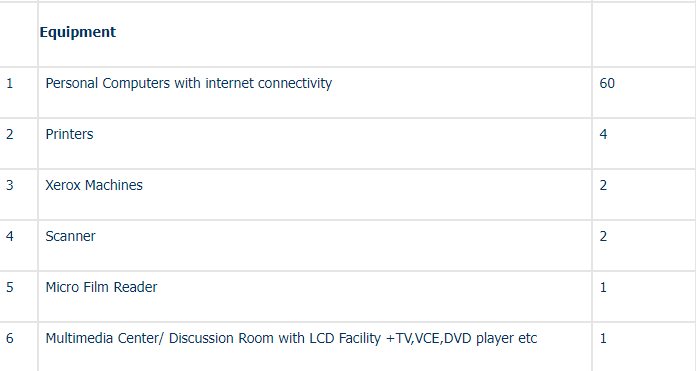 Equipment
1 Personal Computers with internet connectivity 60
2 Printers 4
3 Xerox Machines 2
4 Scanner 2
5 Micro Film Reader 1
6 Multimedia Center/ Discussion Room with LCD Facility +TV,VCE,DVD player etc 1